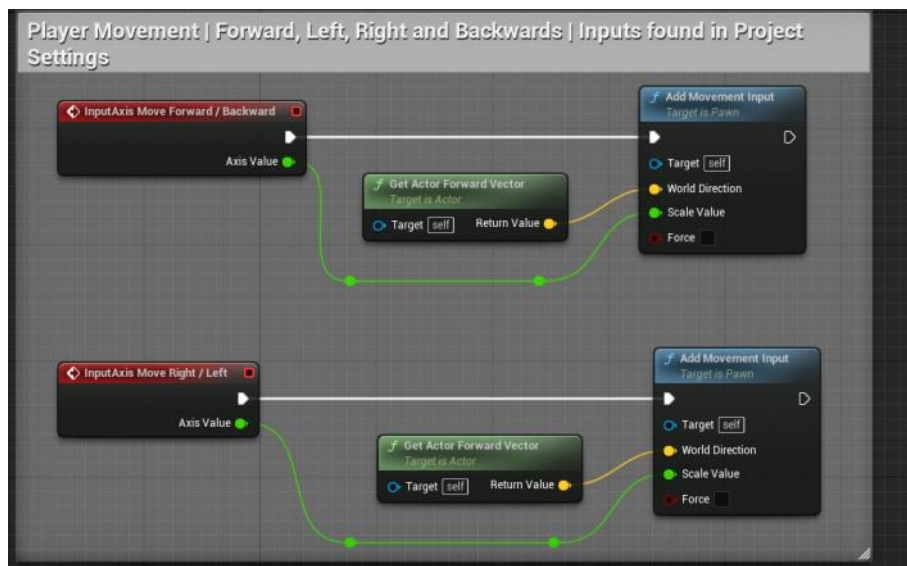 Player Movement | Forward, Left, Right and Backwards | Inputs found in Project
Settings
InputAxis Move Forward / Backward
Axis Value
f Get Actor Forward Vector
Target is Actor
Target self Return Value
f Add Movement Input
Target is Pawn
Target self
World Direction
Scale Value
Force
InputAxis Move Right / Left
Axis Value
f Get Actor Forward Vector
Target is Actor
Target self Return Value
f Add Movement Input
Target is Pawn
Target self
World Direction
Scale Value
Force